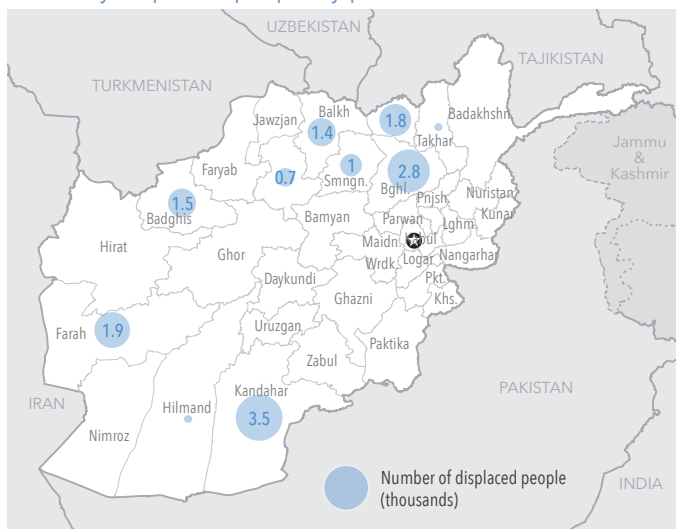 UZBEKISTAN
TAJIKISTAN
TURKMENISTAN
Balkh
1.8
Badakhshn.
Jawzjan
1.4
Takhar
Jammu
&
Kashmir
Faryab
0.7
1
Smngn.
2.8
Bghl.
Pnjsh.
Nuristan
1.5
Badghis
Bamyan
Parwan
Kunar
Lghm.
Hirat
Ghor
Maidn.
Wrdk.
Logar
Nangarhar
Daykundi
Pkt.
Ghazni
Khs.
Farah
1.9
Uruzgan
Paktika
Zabul
Kandahar
PAKISTAN
IRAN
Hilmand
3.5
Nimroz
Number of displaced people
(thousands)
INDIA